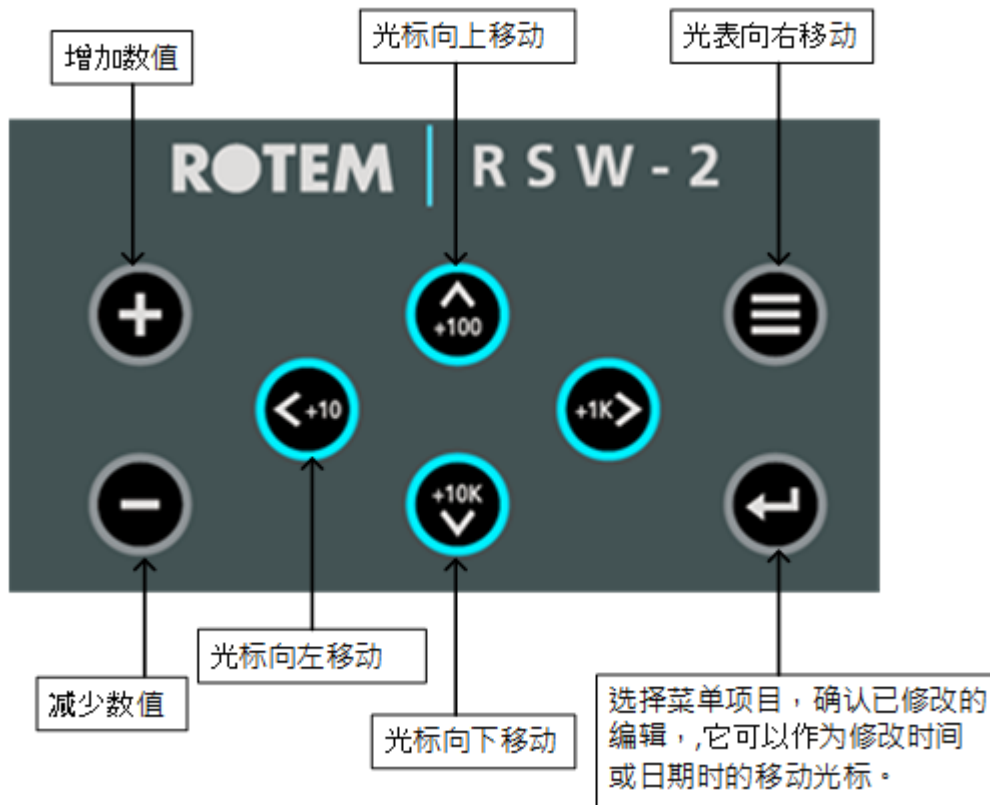 光标向上移动
光表向右移动
增加数值
ROTEM | RSW-2
+100
+10
+1K
+10K
光标向左移动
减少数值
光标向下移动
选择菜单项目，确认已修改的
编辑，,它可以作为修改时间
或日期时的移动光标。